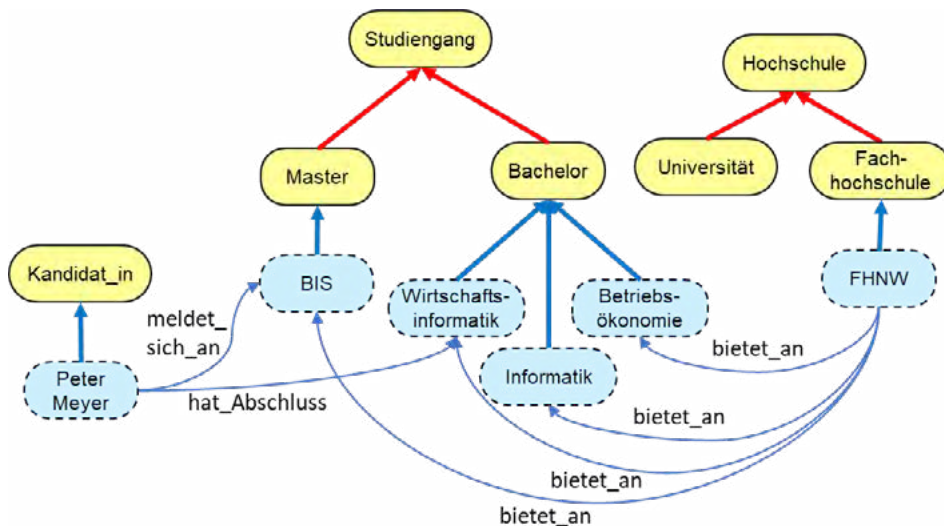 Studiengang
Hochschule
Master
Bachelor
Universität
Fach-
hochschule
Kandidat_in
BIS
Wirtschafts-
informatik
Betriebs-
ökonomie
FHNW
meldet_
sich_an
bietet_an
Peter
Meyer
Informatik
hat_Abschluss
bietet_an
bietet_an
bietet_an